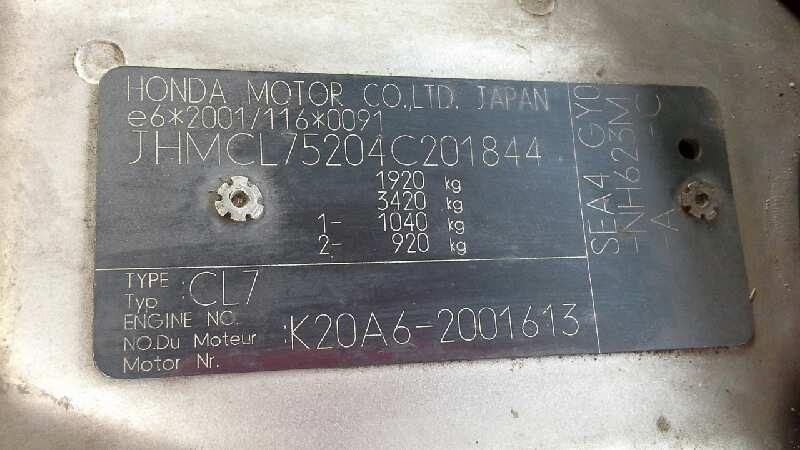 HONDA MOTOR CO.,LTD. JAPAN
e6*2001/116*0091
JHMCL75204C201844
1920 kg
3420 kg
1- 1040 kg
2- 920 kg
TYPE
Typ :CL7
ENGINE NO.
NO.Du Moteur :K20A6-2001613
Motor Nr.
SEA4 GY0
-NH623M -C
-A